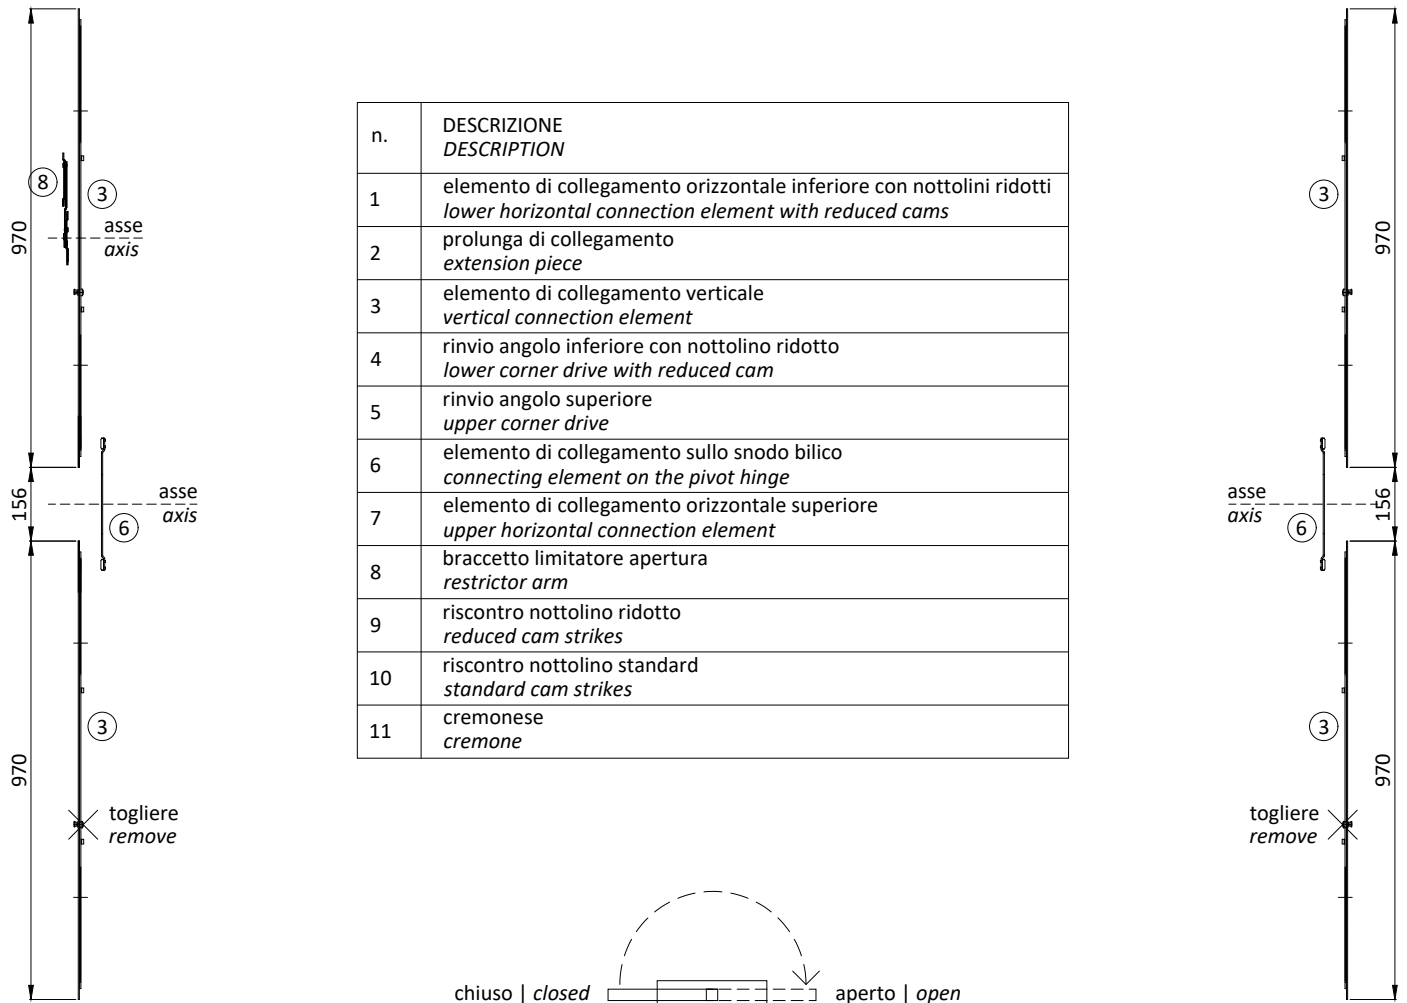 n.
DESCRIZIONE
DESCRIPTION
1
elemento di collegamento orizzontale inferiore con nottolini ridotti
lower horizontal connection element with reduced cams
2
prolunga di collegamento
extension piece
3
elemento di collegamento verticale
vertical connection element
4
rinvio angolo inferiore con nottolino ridotto
lower corner drive with reduced cam
5
rinvio angolo superiore
upper corner drive
6
elemento di collegamento sullo snodo bilico
connecting element on the pivot hinge
7
elemento di collegamento orizzontale superiore
upper horizontal connection element
8
braccetto limitatore apertura
restrictor arm
9
riscontro nottolino ridotto
reduced cam strikes
10
riscontro nottolino standard
standard cam strikes
11
cremonese
cremone
970
8
3
asse
axis
156
asse
axis
6
970
3
togliere
remove
3
970
asse
axis
6
156
3
970
togliere
remove
chiuso | closed
aperto | open